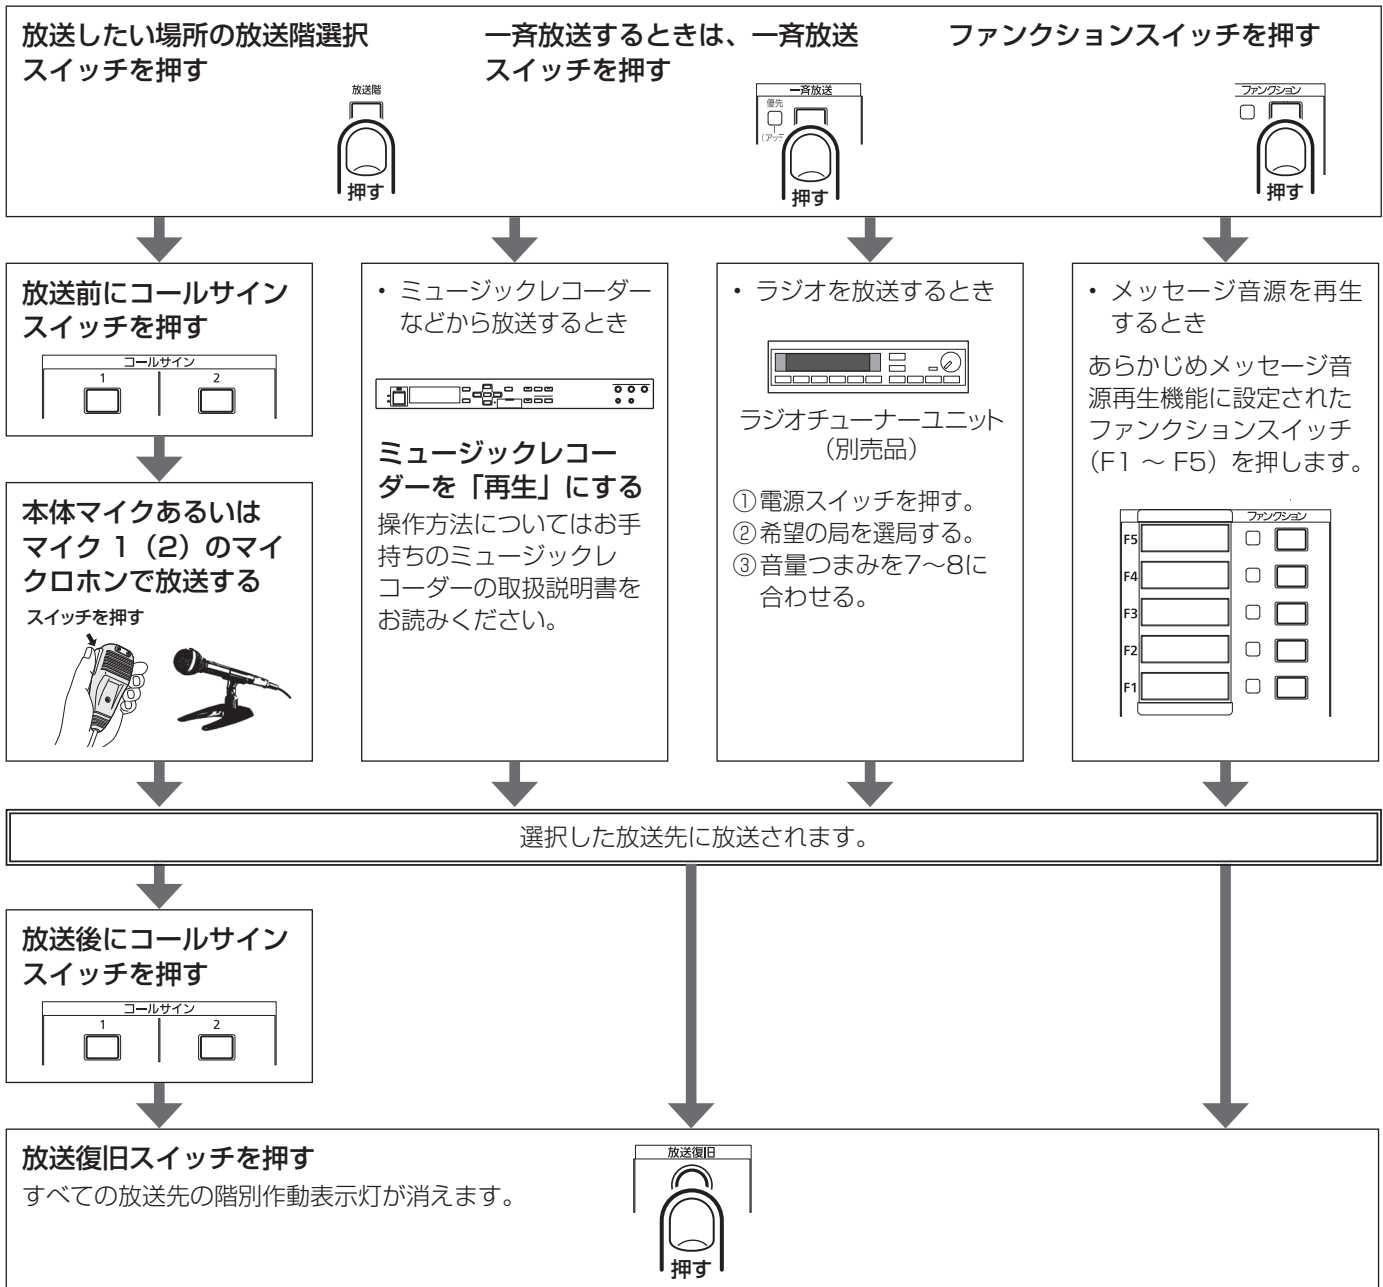 放送したい場所の放送階選択
スイッチを押す
放送階
押す
一斉放送するときは、一斉放送
スイッチを押す
一斉放送
優先
押す
ファンクションスイッチを押す
ファンクション
押す
放送前にコールサイン
スイッチを押す
コールサイン
1 2
本体マイクあるいは
マイク 1（2）のマイ
クロホンで放送する
スイッチを押す
・ ミュージックレコーダー
などから放送するとき
ミュージックレコー
ダーを「再生」にする
操作方法についてはお手
持ちのミュージックレ
コーダーの取扱説明書を
お読みください。
・ ラジオを放送するとき
ラジオチューナーユニット
（別売品）
①電源スイッチを押す。
②希望の局を選局する。
③音量つまみを7～8に
合わせる。
・ メッセージ音源を再生
するとき
あらかじめメッセージ音
源再生機能に設定された
ファンクションスイッチ
（F1 ～ F5）を押します。
ファンクション
F5
F4
F3
F2
F1
選択した放送先に放送されます。
放送後にコールサイン
スイッチを押す
コールサイン
1 2
放送復旧スイッチを押す
すべての放送先の階別作動表示灯が消えます。
放送復旧
押す